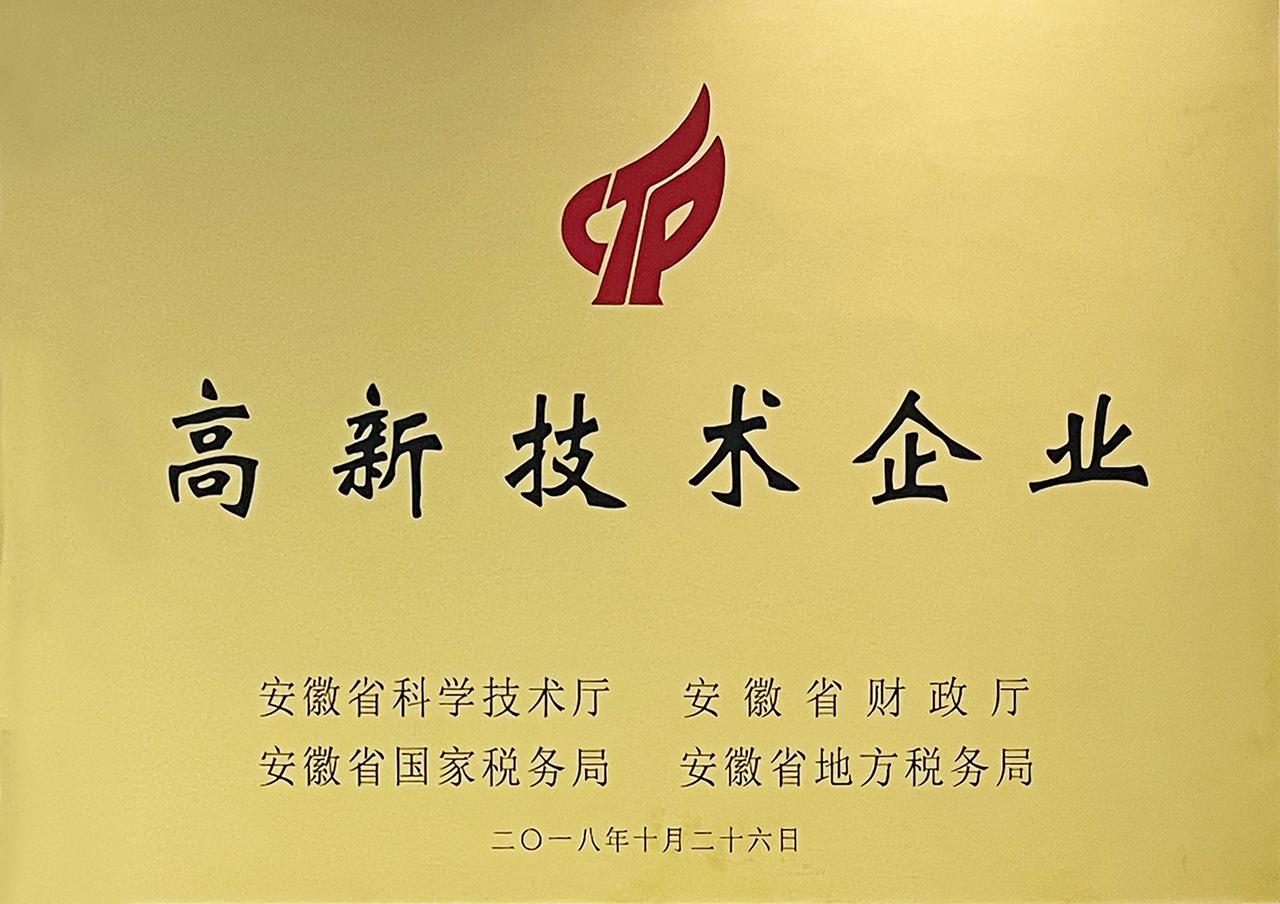 高新技术企业
安徽省科学技术厅 安徽省财政厅
安徽省国家税务局 安徽省地方税务局
二〇一八年十月二十六日